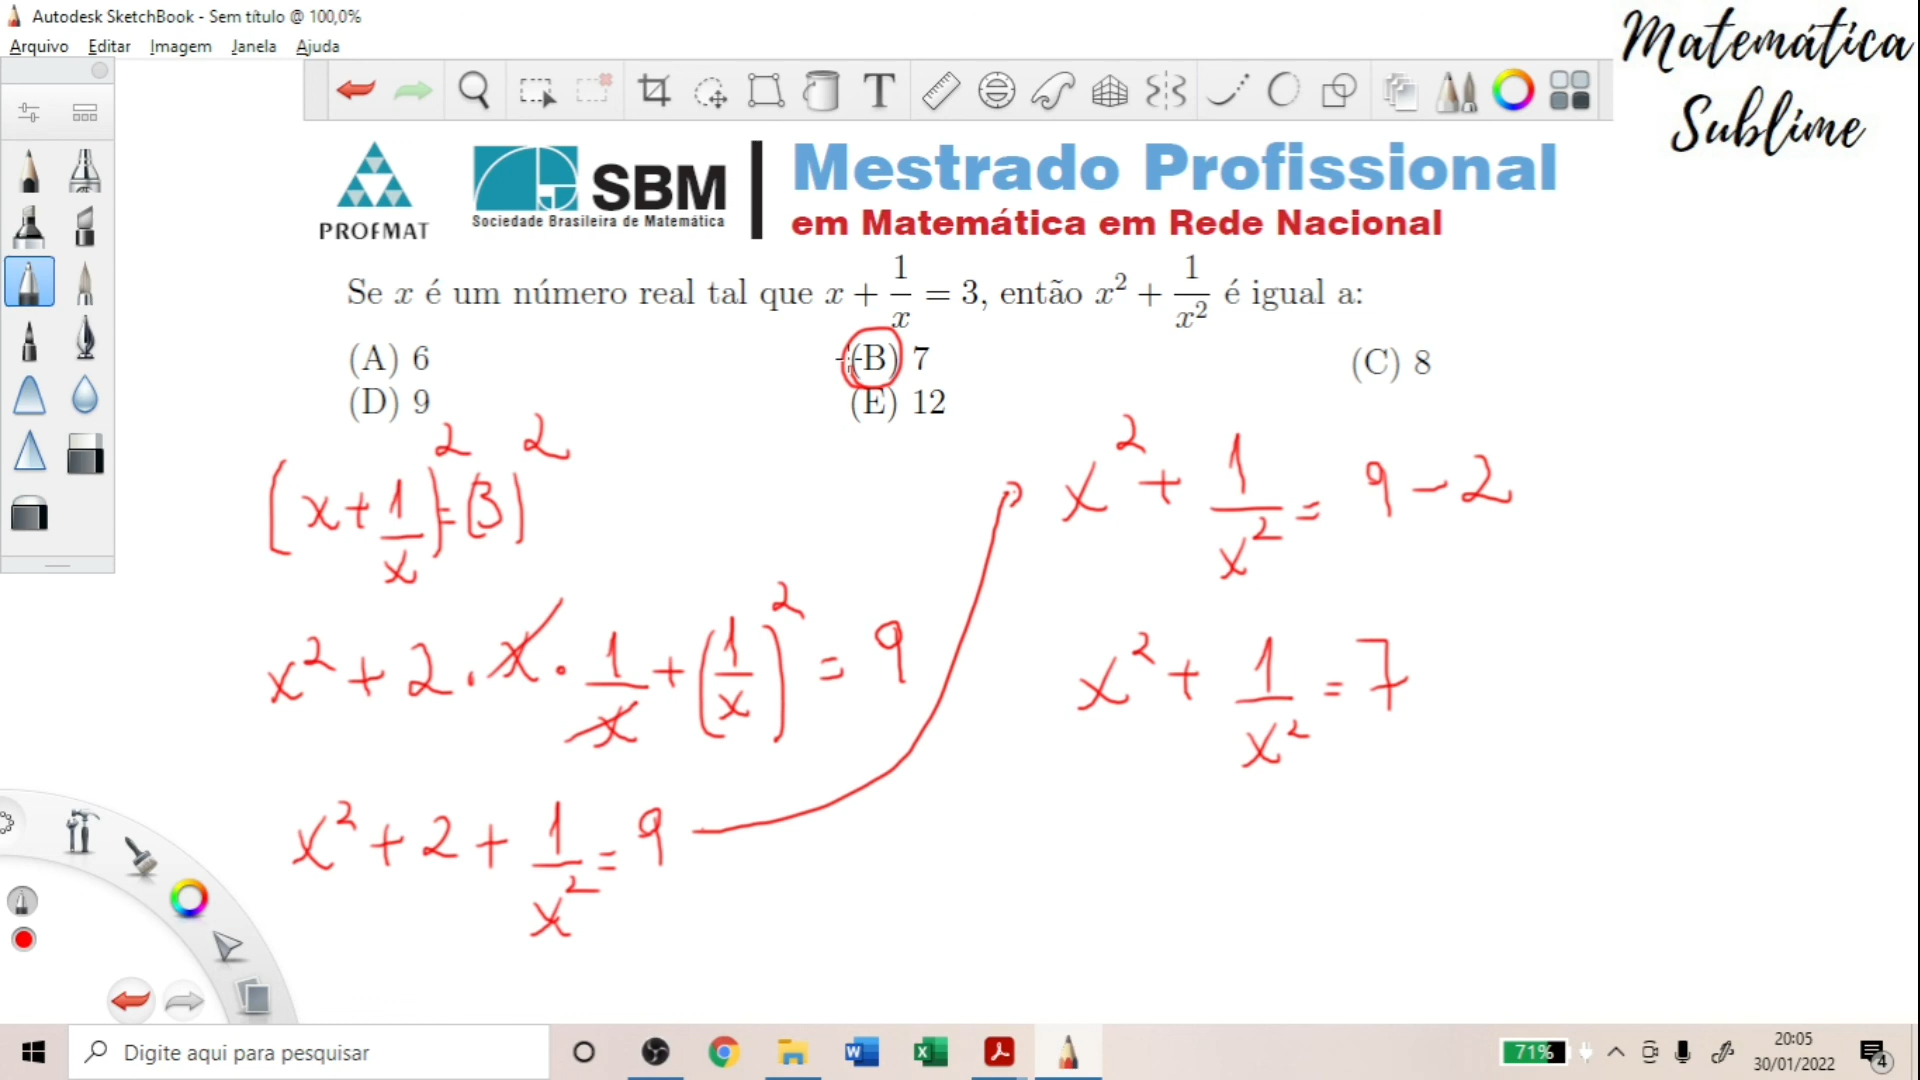 Autodesk SketchBook - Sem título @ 100,0%
Arquivo Editar Imagem Janela Ajuda
Matemática
Sublime
T
PROFMAT
SBM
Sociedade Brasileira de Matemática
Mestrado Profissional
em Matemática em Rede Nacional
Se x é um número real tal que x + 1/x = 3, então x² + 1/x² é igual a:
(A) 6 (B) 7 (C) 8
(D) 9 (E) 12
(x + 1/x)² = (3)²
x² + 2 . x . 1/x + (1/x)² = 9
x² + 2 + 1/x² = 9
x² + 1/x² = 9 - 2
x² + 1/x² = 7
Digite aqui para pesquisar
71%
20:05
30/01/2022
4